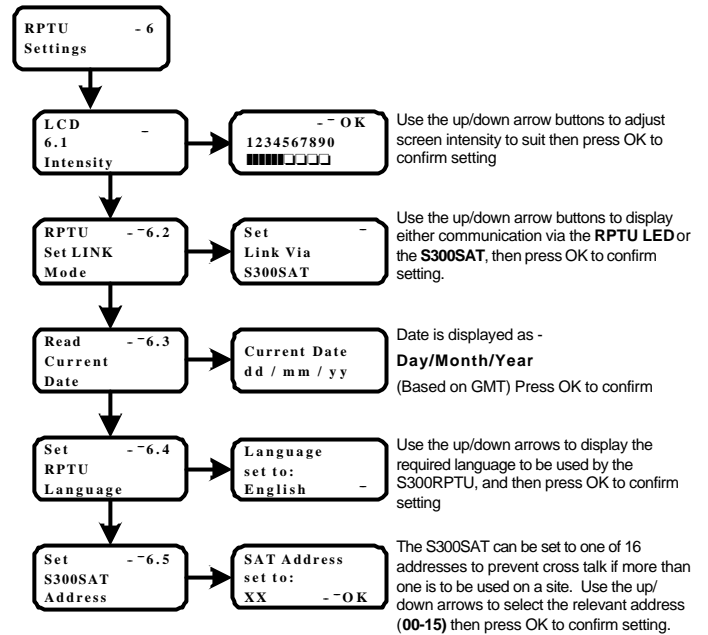 RPTU - 6
Settings
LCD –
6.1
Intensity
- ¯ OK
1234567890
Use the up/down arrow buttons to adjust
screen intensity to suit then press OK to
confirm setting
RPTU - ¯6.2
Set LINK
Mode
Set –
Link Via
S300SAT
Use the up/down arrow buttons to display
either communication via the RPTU LED or
the S300SAT, then press OK to confirm
setting.
Read - ¯6.3
Current
Date
Current Date
dd / mm / yy
Date is displayed as -
Day/Month/Year
(Based on GMT) Press OK to confirm
Set - ¯6.4
RPTU
Language
Language
set to:
English –
Use the up/down arrows to display the
required language to be used by the
S300RPTU, and then press OK to confirm
setting
Set - ¯6.5
S300SAT
Address
SAT Address
set to:
XX - ¯OK
The S300SAT can be set to one of 16
addresses to prevent cross talk if more than
one is to be used on a site. Use the up/
down arrows to select the relevant address
(00-15) then press OK to confirm setting.